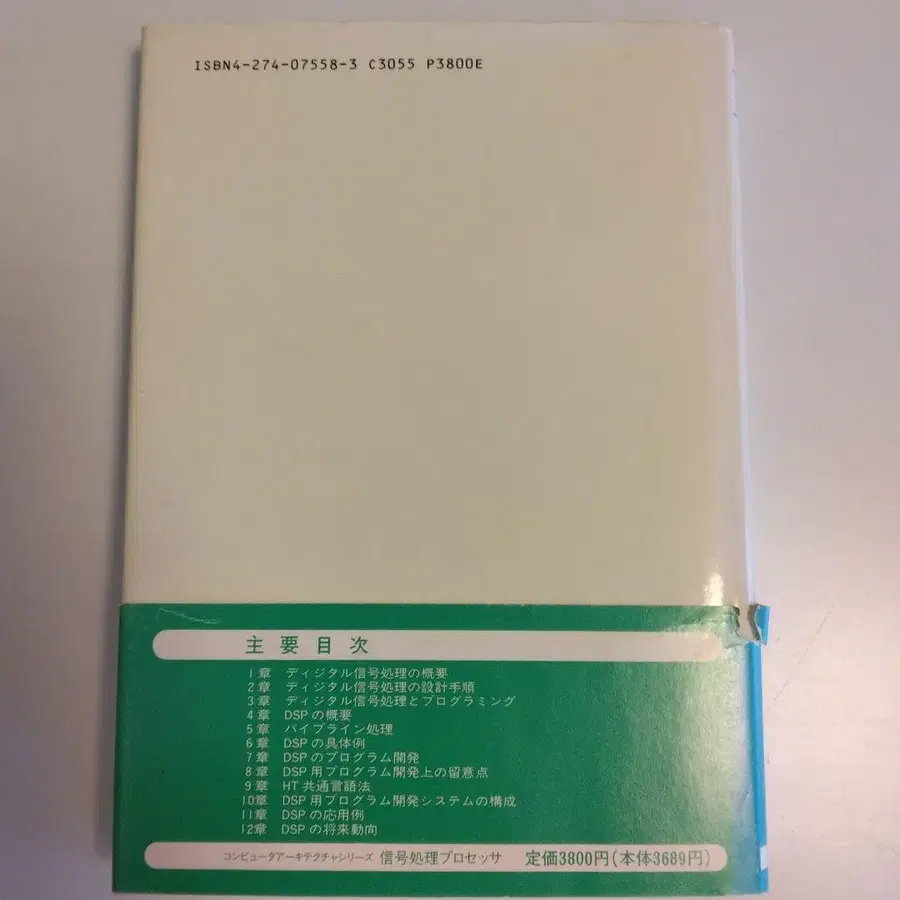 ISBN4-274-07558-3 C3055 P3800E
主要目次
1章 ディジタル信号処理の概要
2章 ディジタル信号処理の設計手順
3章 ディジタル信号処理とプログラミング
4章 DSPの概要
5章 パイプライン処理
6章 DSPの具体例
7章 DSPのプログラム開発
8章 DSP用プログラム開発上の留意点
9章 HT共通言語法
10章 DSP用プログラム開発システムの構成
11章 DSPの応用例
12章 DSPの将来動向
コンピュータアーキテクチャシリーズ 信号処理プロセッサ 定価3800円(本体3689円)